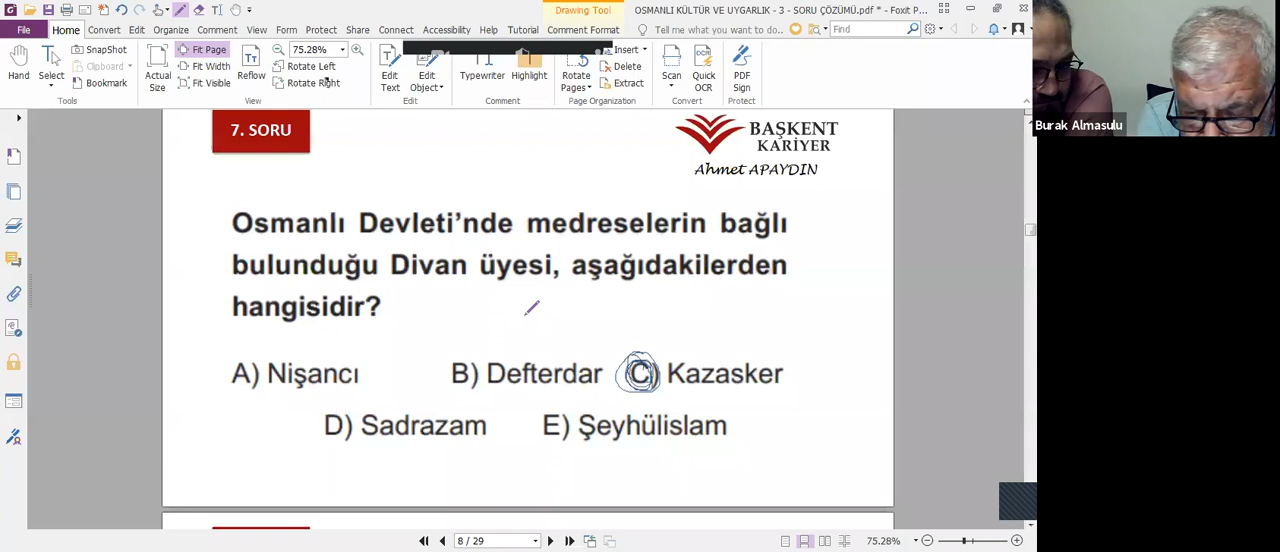 Drawing Tool
OSMANLI KÜLTÜR VE UYGARLIK - 3 - SORU ÇÖZÜMÜ.pdf * - Foxit P...
File Home Convert Edit Organize Comment View Form Protect Share Connect Accessibility Help Tutorial Comment Format Tell me what you want to do... Find
Hand
Select
SnapShot
Clipboard
Bookmark
Tools
Actual Size
Reflow
Fit Page
Fit Width
Fit Visible
75.28%
Rotate Left
Rotate Right
View
Edit Text
Edit Object
Edit
Typewriter
Highlight
Comment
Rotate Pages
Insert
Delete
Extract
Page Organization
Scan
Quick OCR
Convert
PDF Sign
Protect
Burak Almasulu
7. SORU
BAŞKENT
KARİYER
Ahmet APAYDIN
Osmanlı Devleti’nde medreselerin bağlı
bulunduğu Divan üyesi, aşağıdakilerden
hangisidir?
A) Nişancı B) Defterdar C) Kazasker
D) Sadrazam E) Şeyhülislam
8 / 29
75.28%